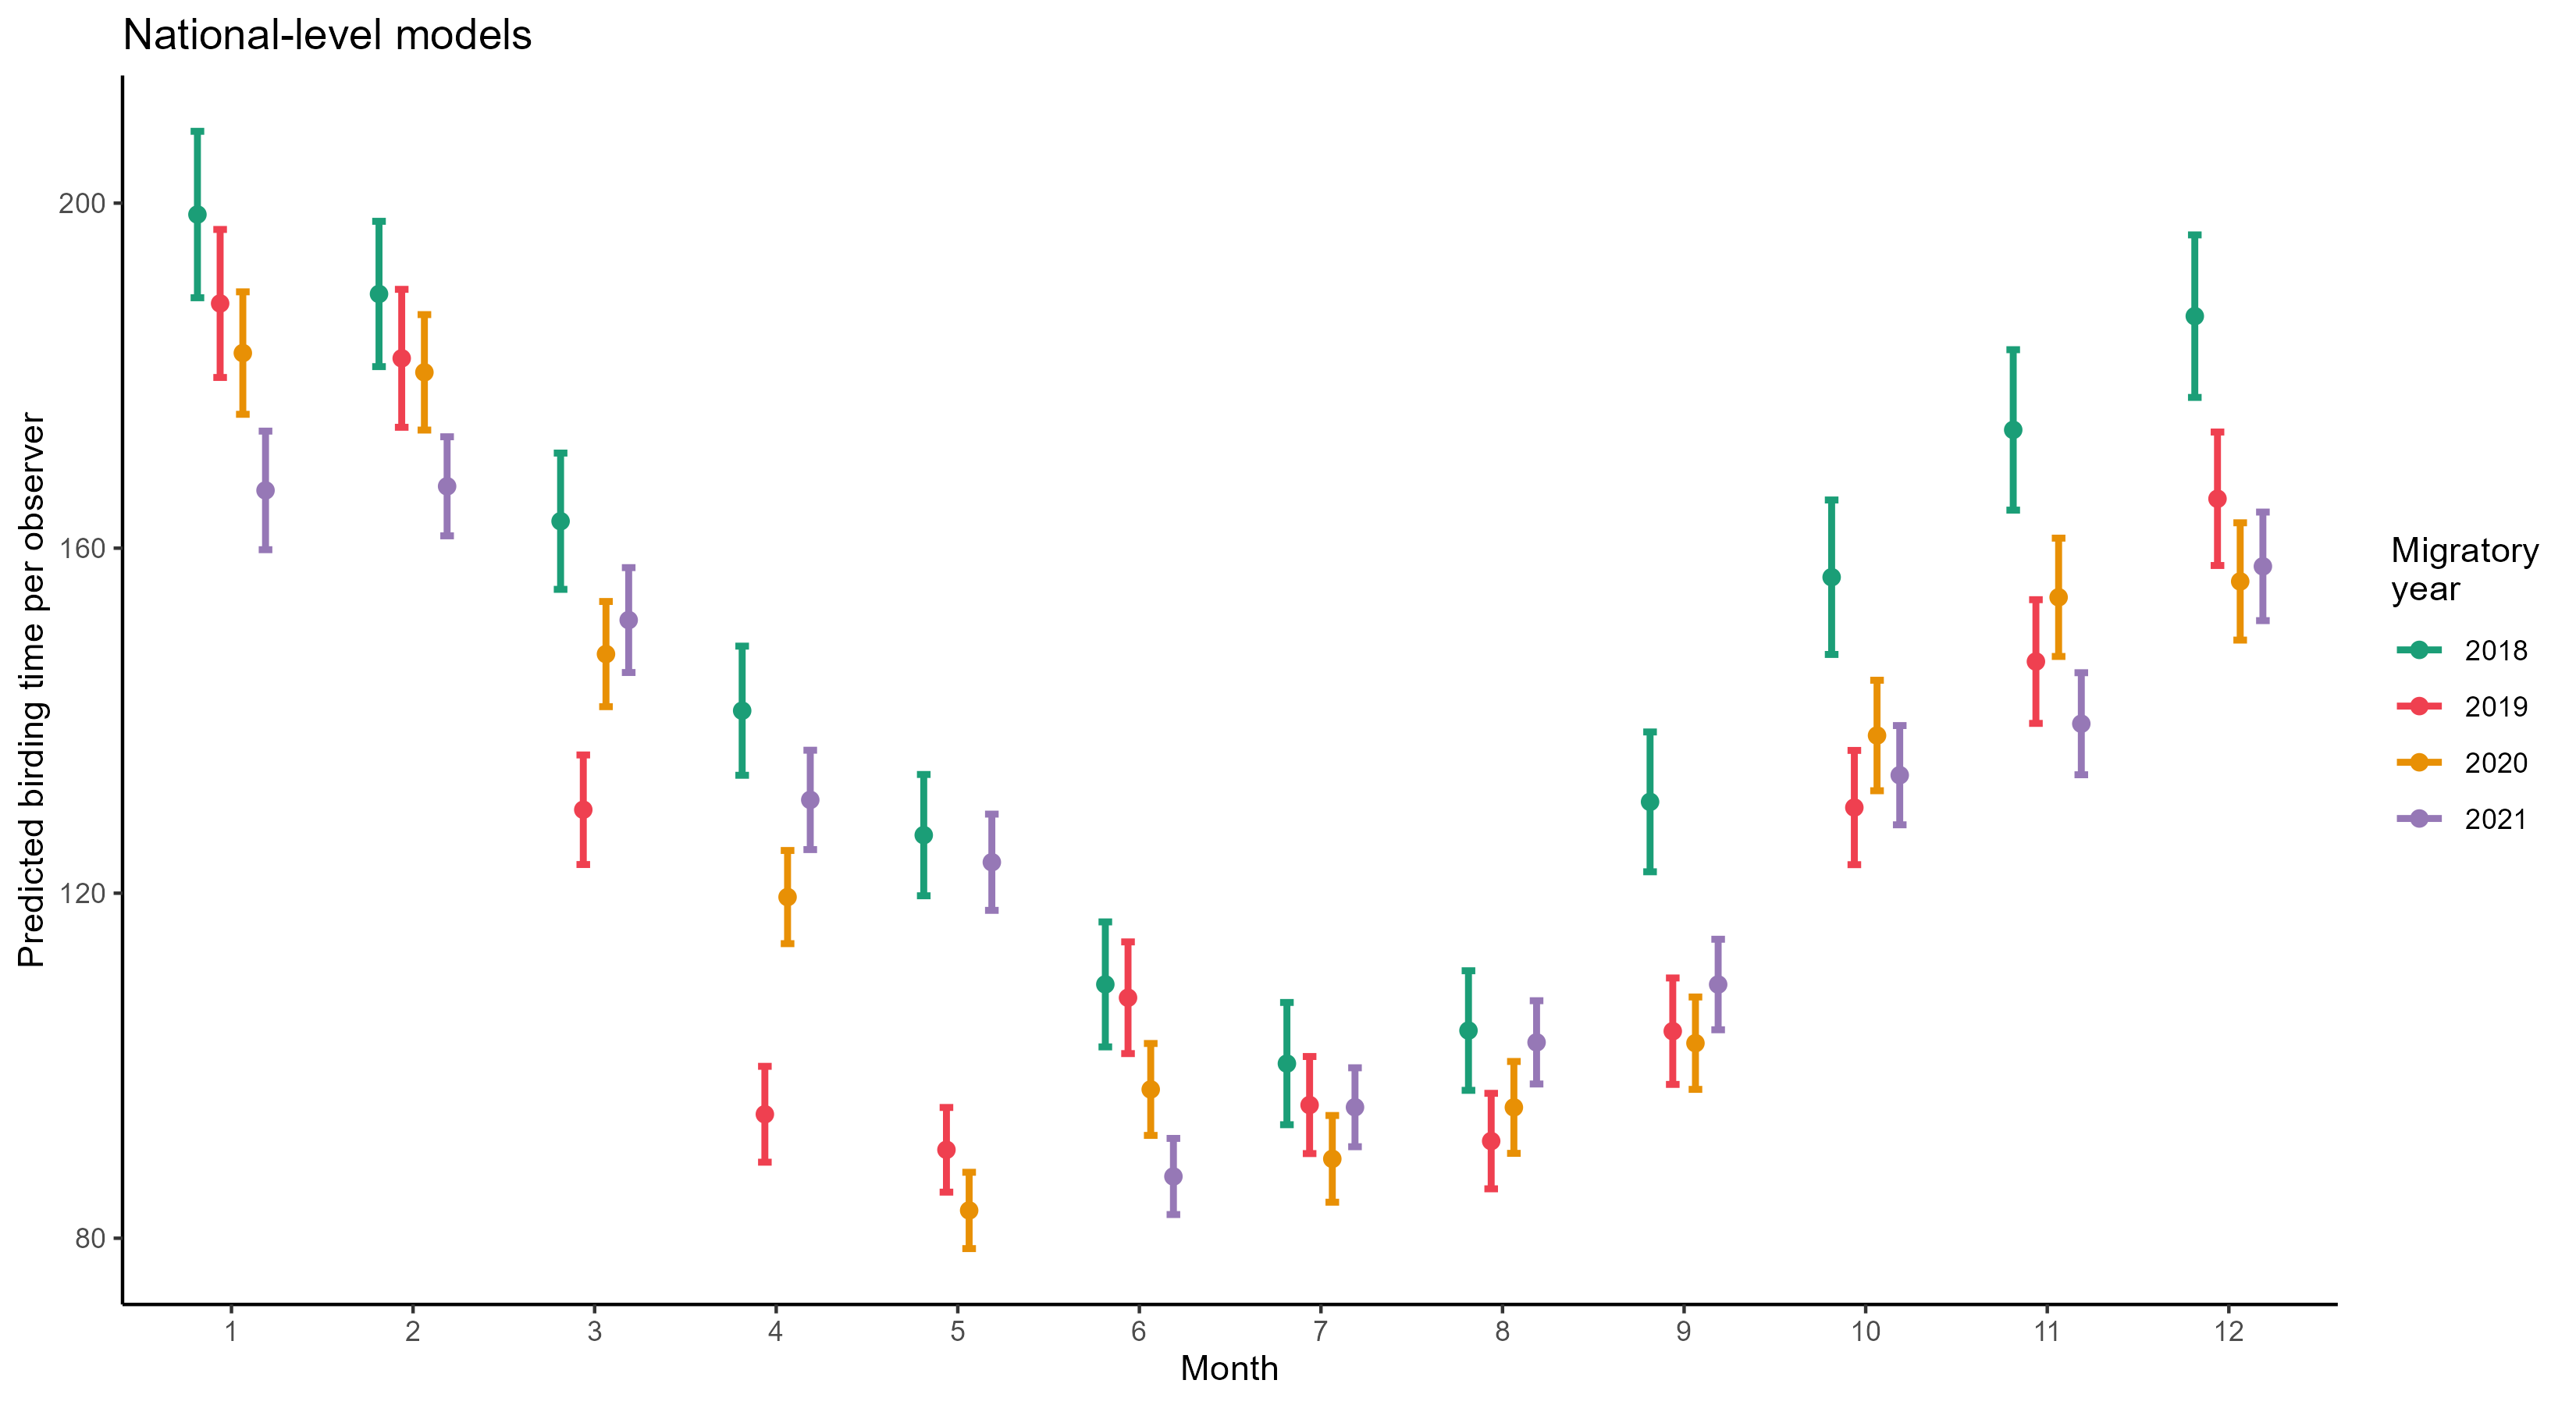 National-level models
Predicted birding time per observer
200
160
120
80
1 2 3 4 5 6 7 8 9 10 11 12
Month
Migratory
year
2018
2019
2020
2021